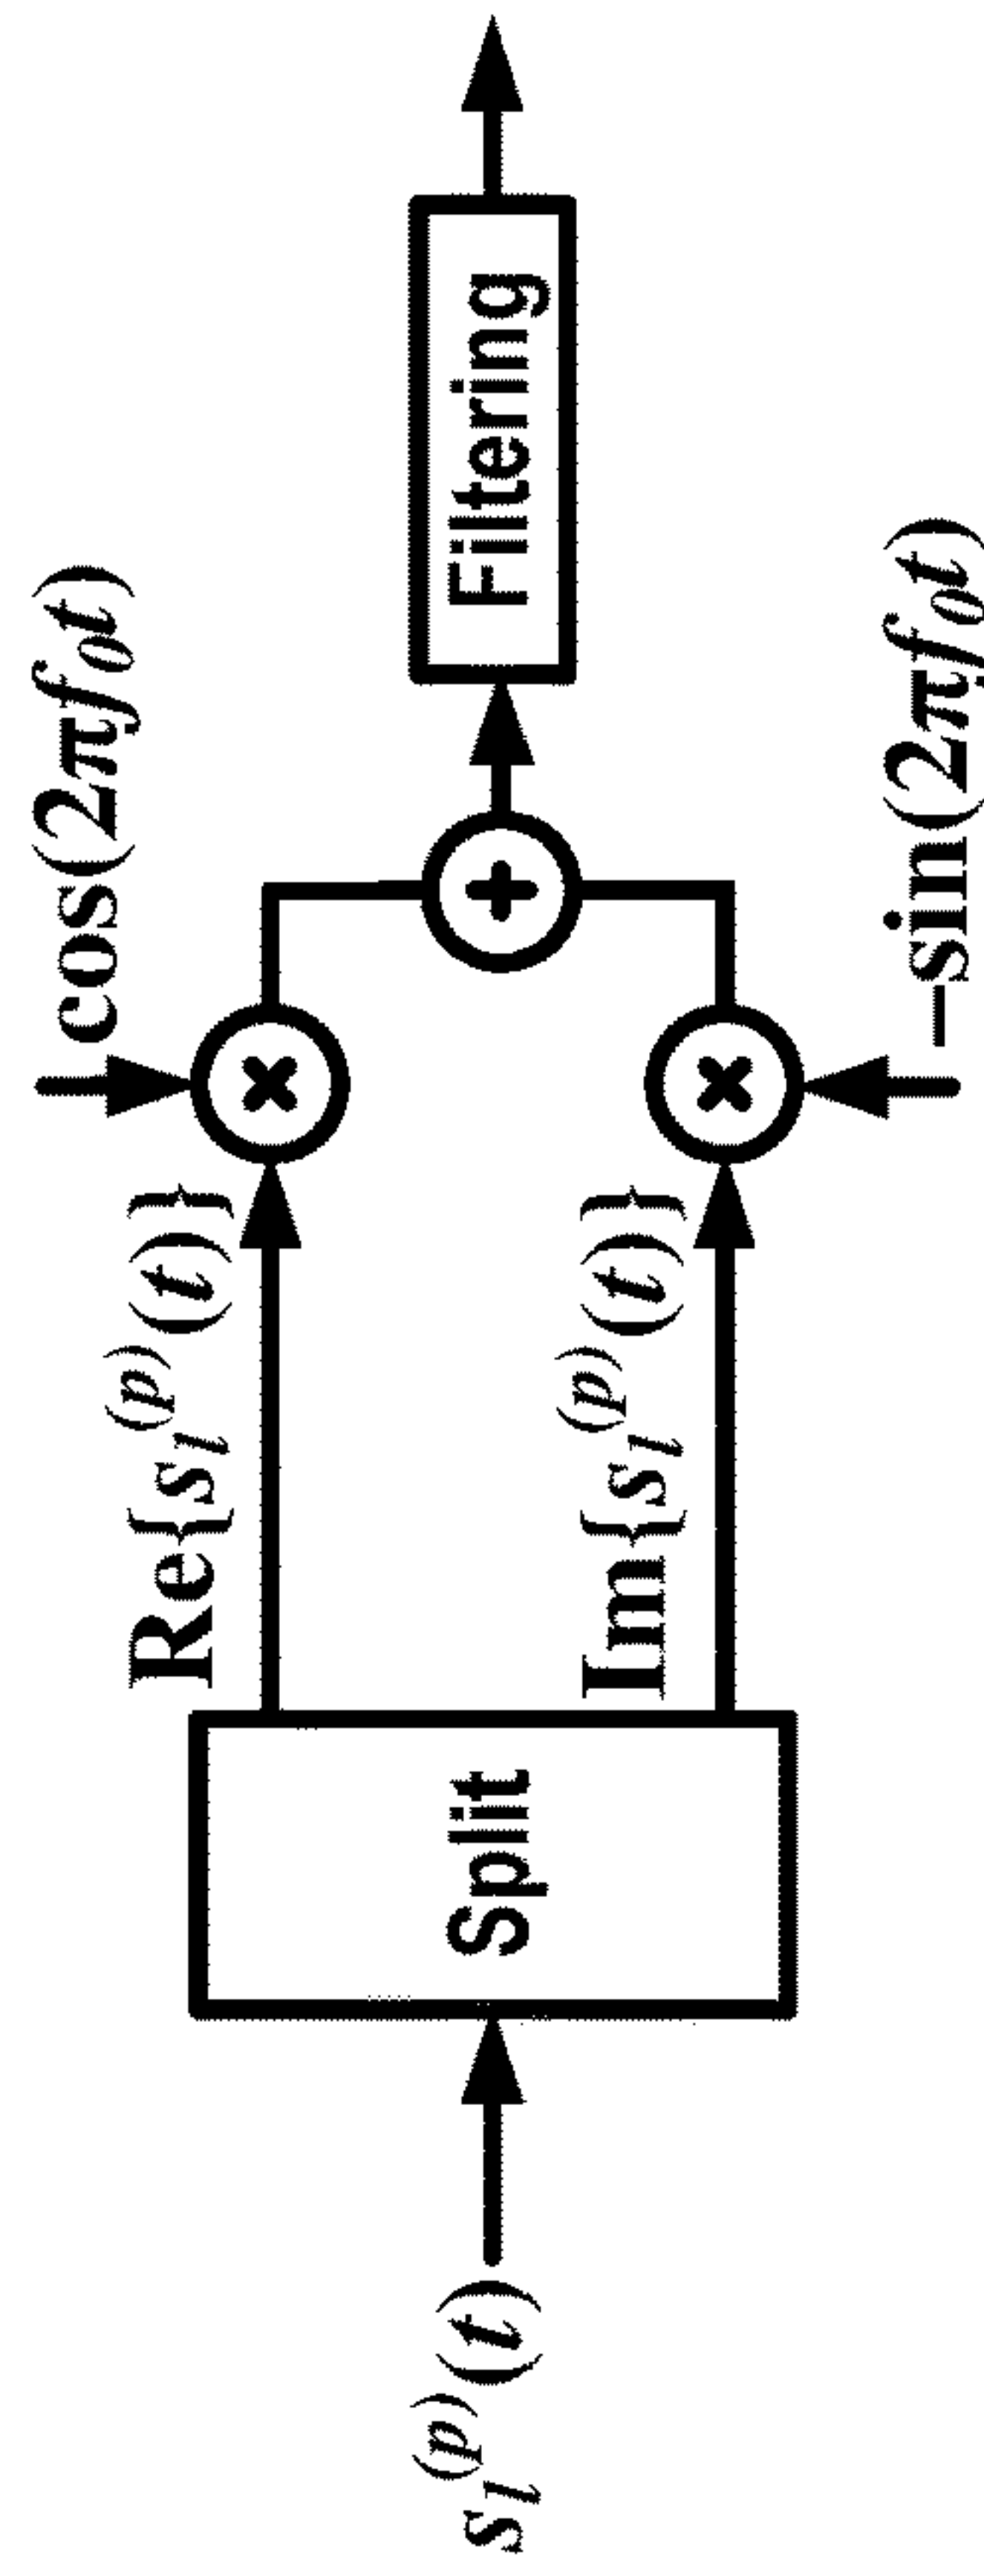 s_l^(p)(t)
Split
Re{s_l^(p)(t)}
Im{s_l^(p)(t)}
cos(2πf_0t)
–sin(2πf_0t)
×
×
+
Filtering